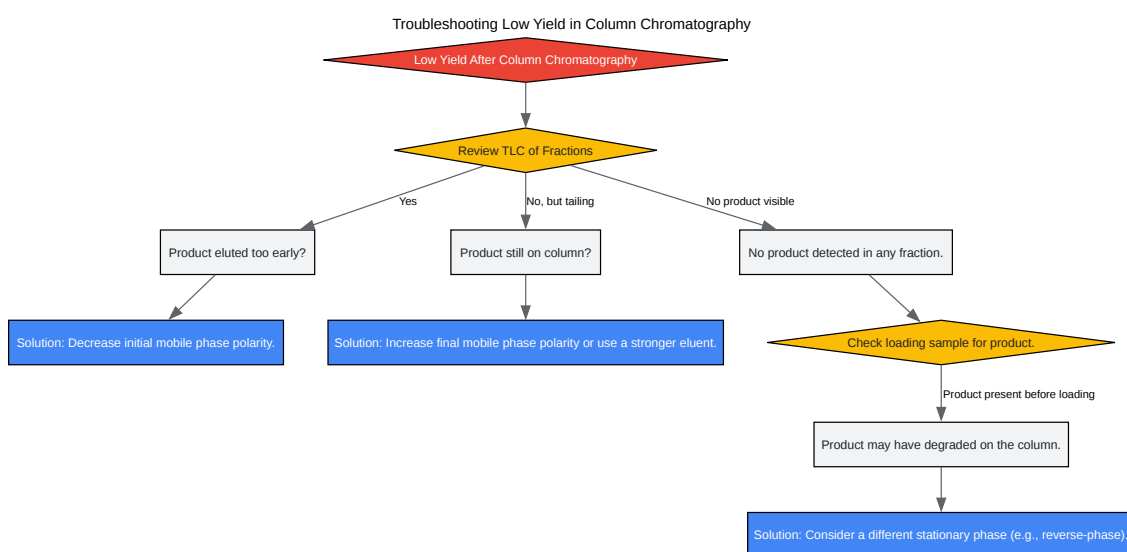 Troubleshooting Low Yield in Column Chromatography
Low Yield After Column Chromatography
Review TLC of Fractions
Yes
No, but tailing
No product visible
Product eluted too early?
Product still on column?
No product detected in any fraction.
Solution: Decrease initial mobile phase polarity.
Solution: Increase final mobile phase polarity or use a stronger eluent.
Check loading sample for product.
Product present before loading
Product may have degraded on the column.
Solution: Consider a different stationary phase (e.g., reverse-phase).